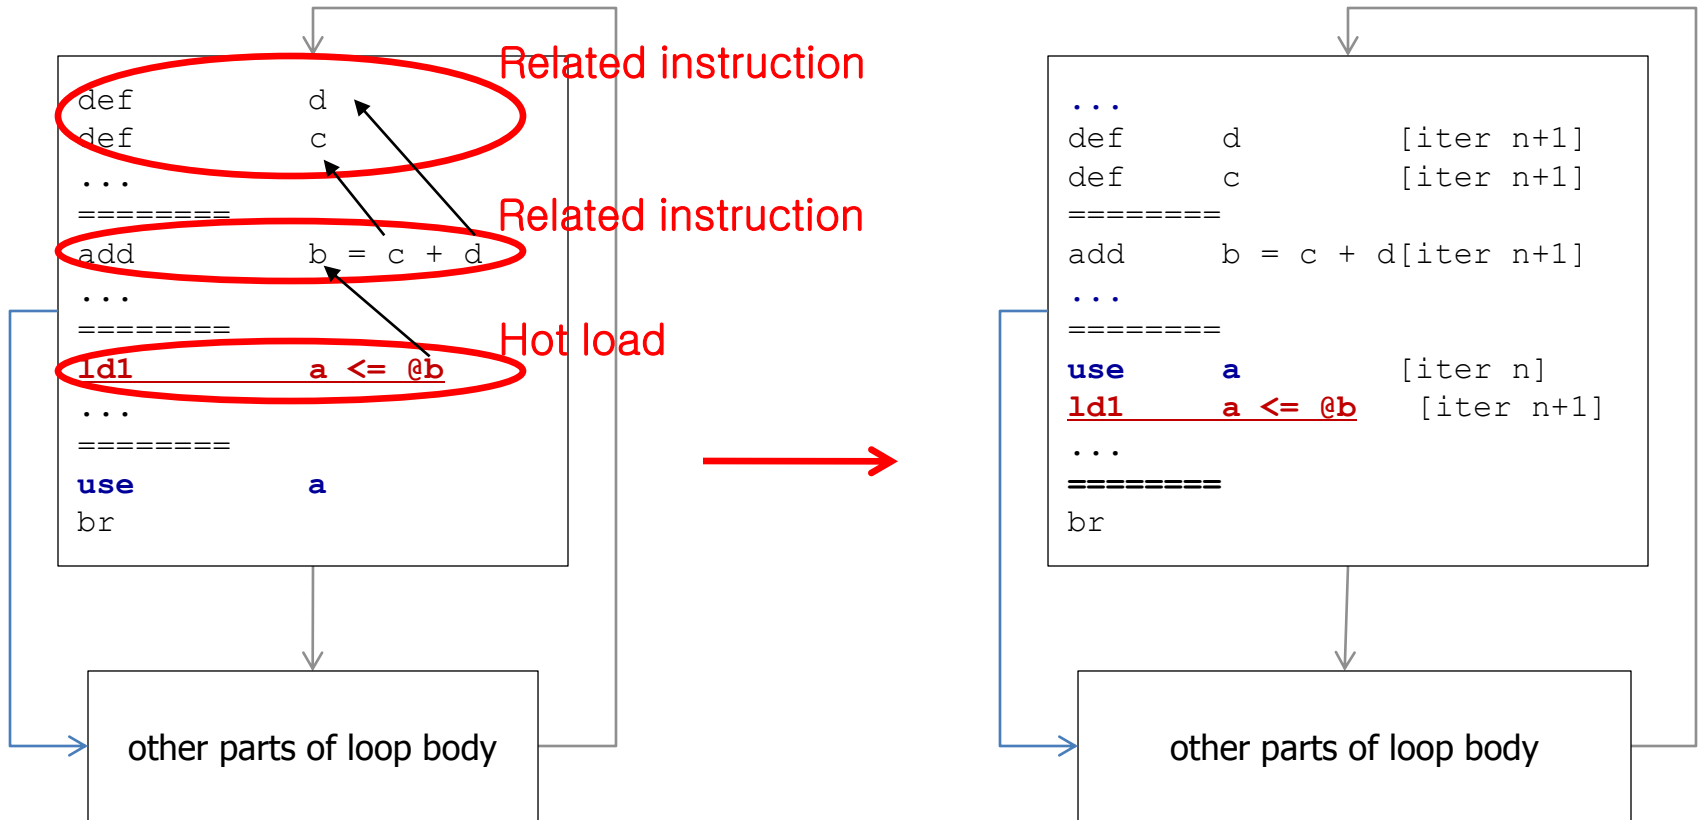 Related instruction
def d
def c
...
========
Related instruction
add b = c + d
...
========
Hot load
ld1 a <= @b
...
========
use a
br
other parts of loop body
...
def d [iter n+1]
def c [iter n+1]
========
add b = c + d[iter n+1]
...
========
use a [iter n]
ld1 a <= @b [iter n+1]
...
========
br
other parts of loop body